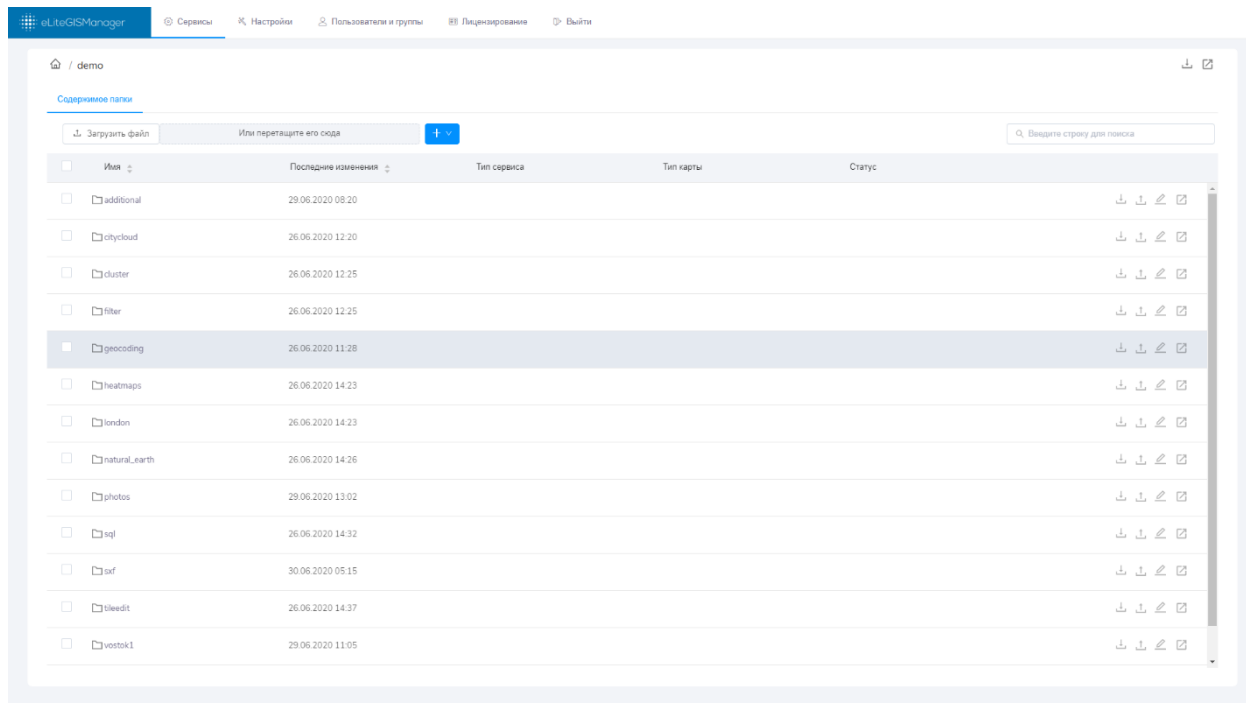 eLiteGISManager Сервисы Настройки Пользователи и группы Лицензирование Выйти
/ demo
Содержимое папки
Загрузить файл Или перетащите его сюда Введите строку для поиска
Имя Последние изменения Тип сервиса Тип карты Статус
additional 29.06.2020 08:20
citycloud 26.06.2020 12:20
cluster 26.06.2020 12:25
filter 26.06.2020 12:25
geocoding 26.06.2020 11:28
heatmaps 26.06.2020 14:23
london 26.06.2020 14:23
natural_earth 26.06.2020 14:26
photos 29.06.2020 13:02
sql 26.06.2020 14:32
sxf 30.06.2020 05:15
tileedit 26.06.2020 14:37
vostok1 29.06.2020 11:05